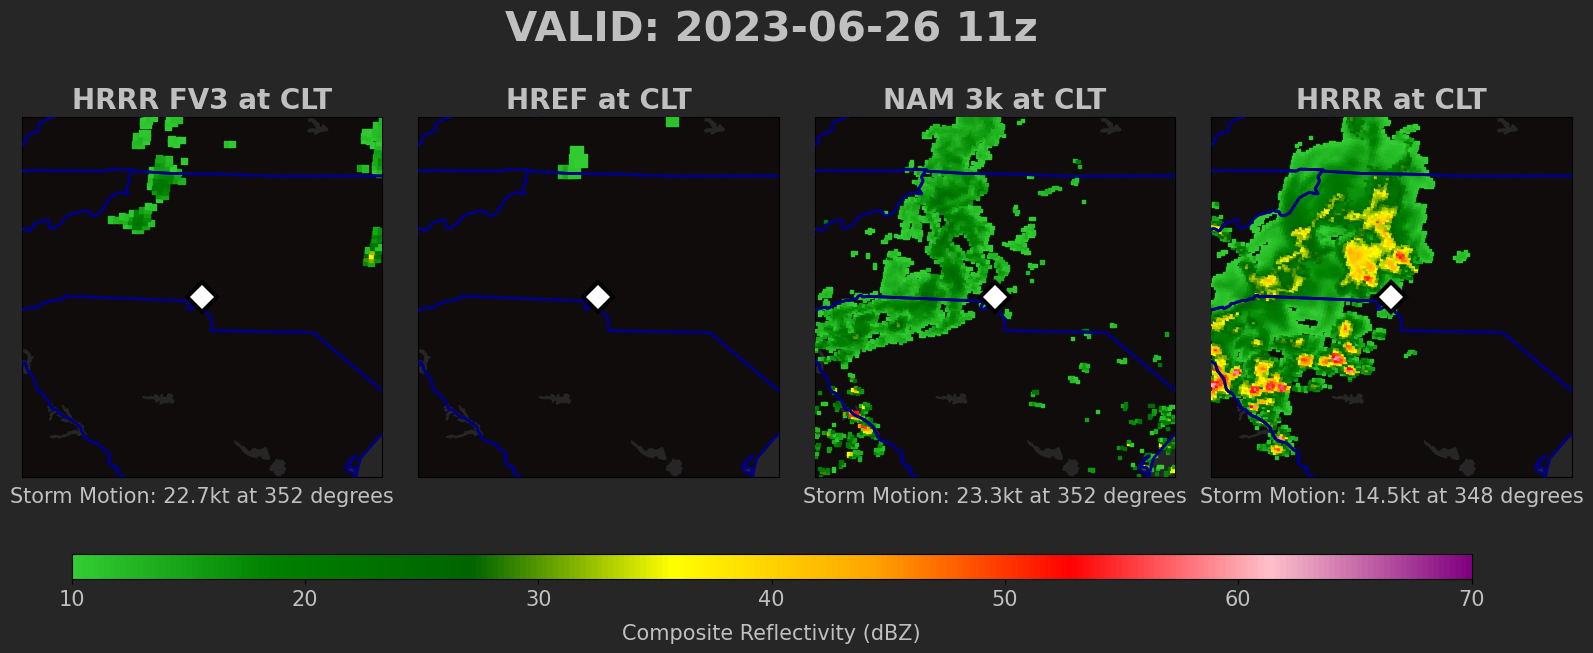 VALID: 2023-06-26 11z
HRRR FV3 at CLT
HREF at CLT
NAM 3k at CLT
HRRR at CLT
Storm Motion: 22.7kt at 352 degrees
Storm Motion: 23.3kt at 352 degrees
Storm Motion: 14.5kt at 348 degrees
10 20 30 40 50 60 70
Composite Reflectivity (dBZ)